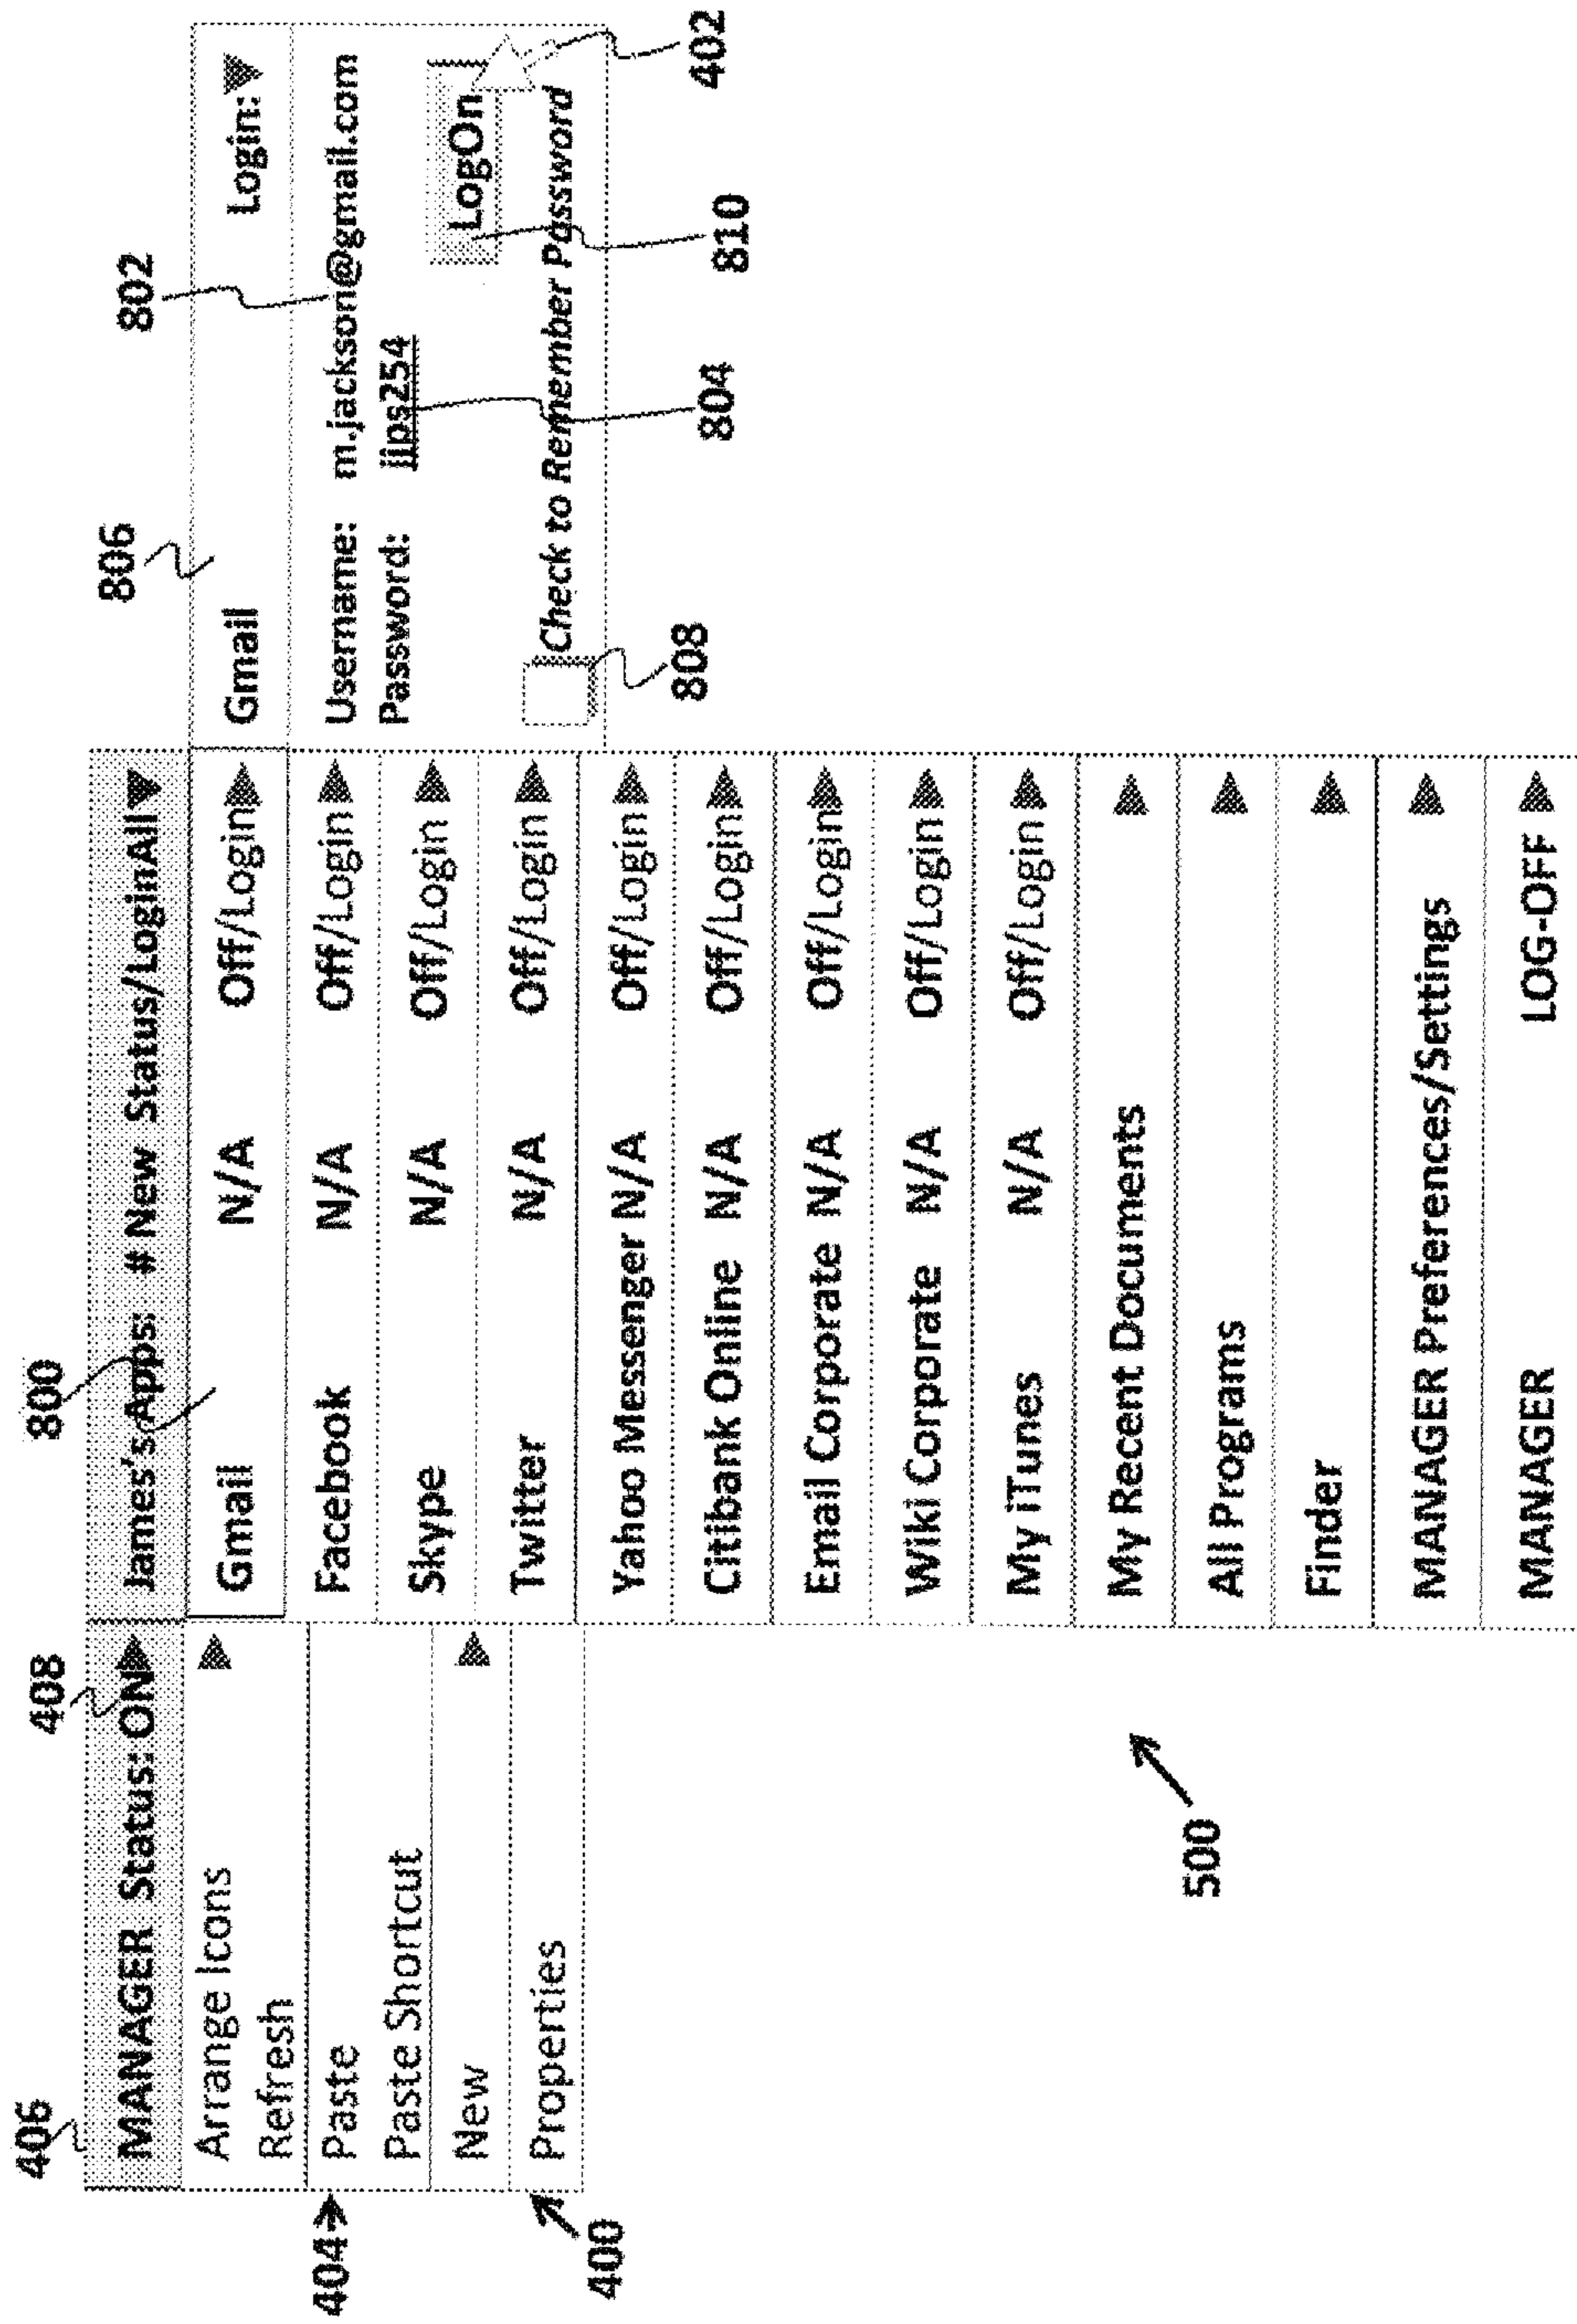 406
408
800
806
802
MANAGER Status: ON
Arrange Icons
Refresh
404
Paste
Paste Shortcut
New
Properties
400
James's Apps: # New Status/LoginAll
Gmail N/A Off/Login
Facebook N/A Off/Login
Skype N/A Off/Login
Twitter N/A Off/Login
Yahoo Messenger N/A Off/Login
Citibank Online N/A Off/Login
Email Corporate N/A Off/Login
Wiki Corporate N/A Off/Login
My iTunes N/A Off/Login
My Recent Documents
All Programs
Finder
MANAGER Preferences/Settings
MANAGER LOG-OFF
500
Gmail Login:
Username: m.jackson@gmail.com
Password:
LogOn
Check to Remember Password
808
804
810
402